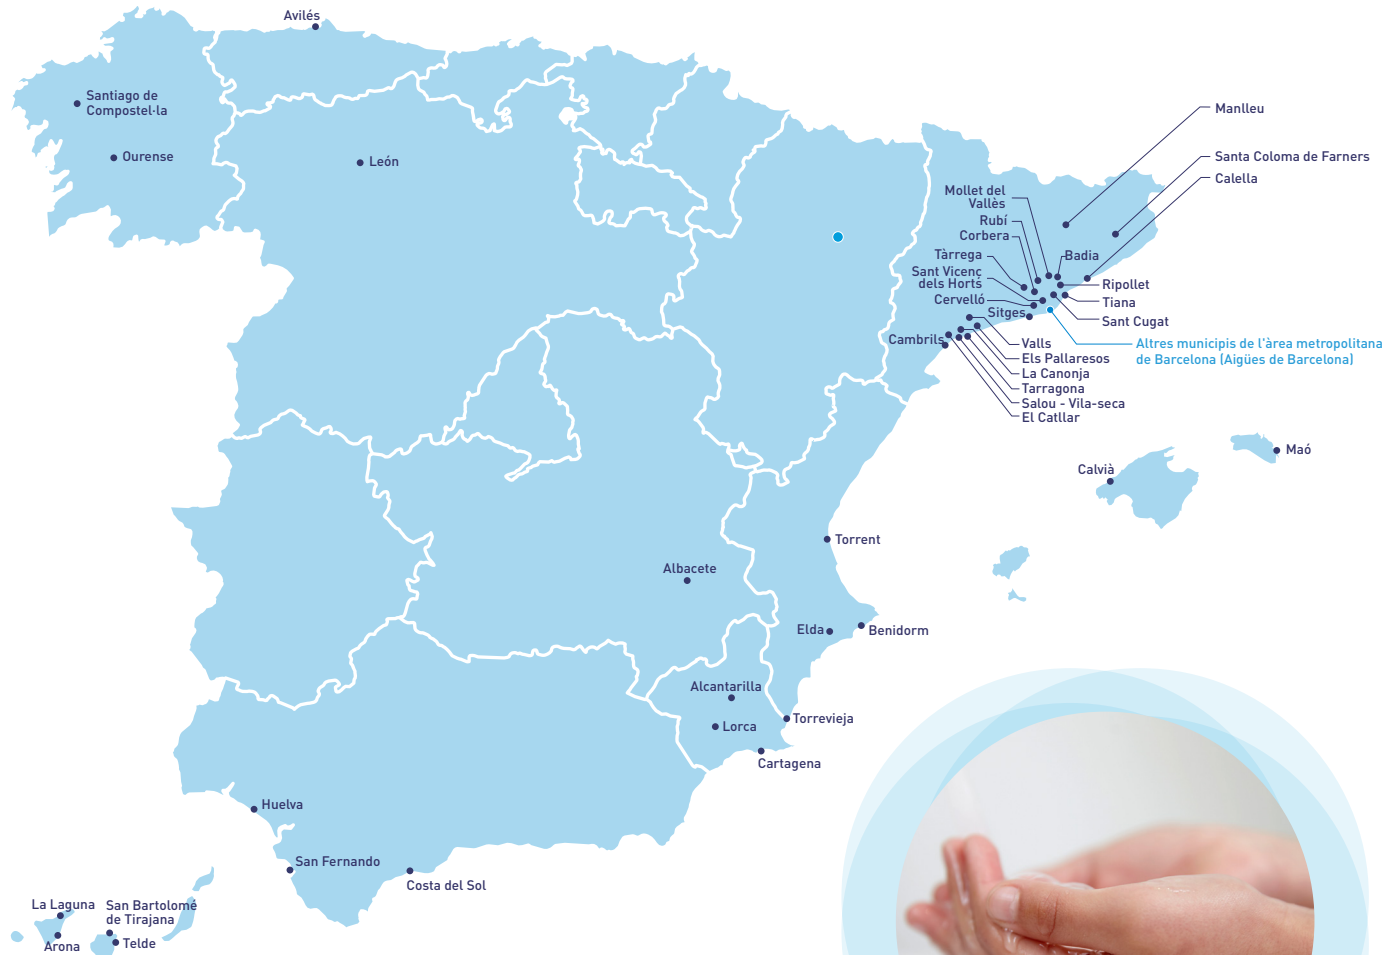 Avilés
Santiago de
Compostel·la
Ourense
León
Manlleu
Santa Coloma de Farners
Calella
Mollet del
Vallès
Rubí
Corbera
Tàrrega
Sant Vicenç
dels Horts
Cervelló
Sitges
Cambrils
Badia
Ripollet
Tiana
Sant Cugat
Altres municipis de l'àrea metropolitana
de Barcelona (Aigües de Barcelona)
Valls
Els Pallaresos
La Canonja
Tarragona
Salou - Vila-seca
El Catllar
Maó
Calvià
Torrent
Albacete
Elda
Benidorm
Alcantarilla
Lorca
Torrevieja
Cartagena
Huelva
San Fernando
Costa del Sol
La Laguna
Arona
San Bartolomé
de Tirajana
Telde